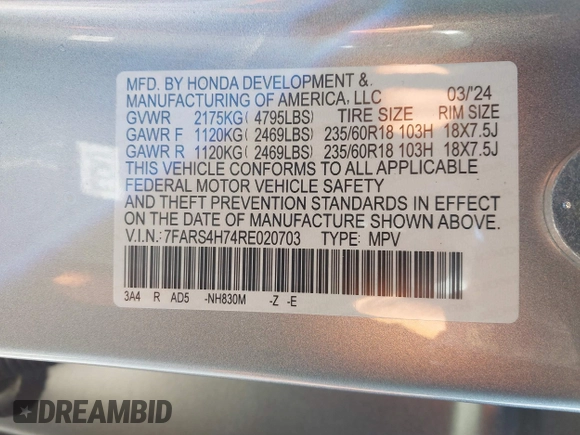 MFD. BY HONDA DEVELOPMENT &
MANUFACTURING OF AMERICA, LLC 03/'24
GVWR 2175KG(4795LBS) TIRE SIZE RIM SIZE
GAWR F 1120KG(2469LBS) 235/60R18 103H 18X7.5J
GAWR R 1120KG(2469LBS) 235/60R18 103H 18X7.5J
THIS VEHICLE CONFORMS TO ALL APPLICABLE
FEDERAL MOTOR VEHICLE SAFETY
AND THEFT PREVENTION STANDARDS IN EFFECT
ON THE DATE OF MANUFACTURE SHOWN ABOVE.
V.I.N.:7FARS4H74RE020703 TYPE: MPV
3A4 R AD5 -NH830M -Z -E
DREAMBID